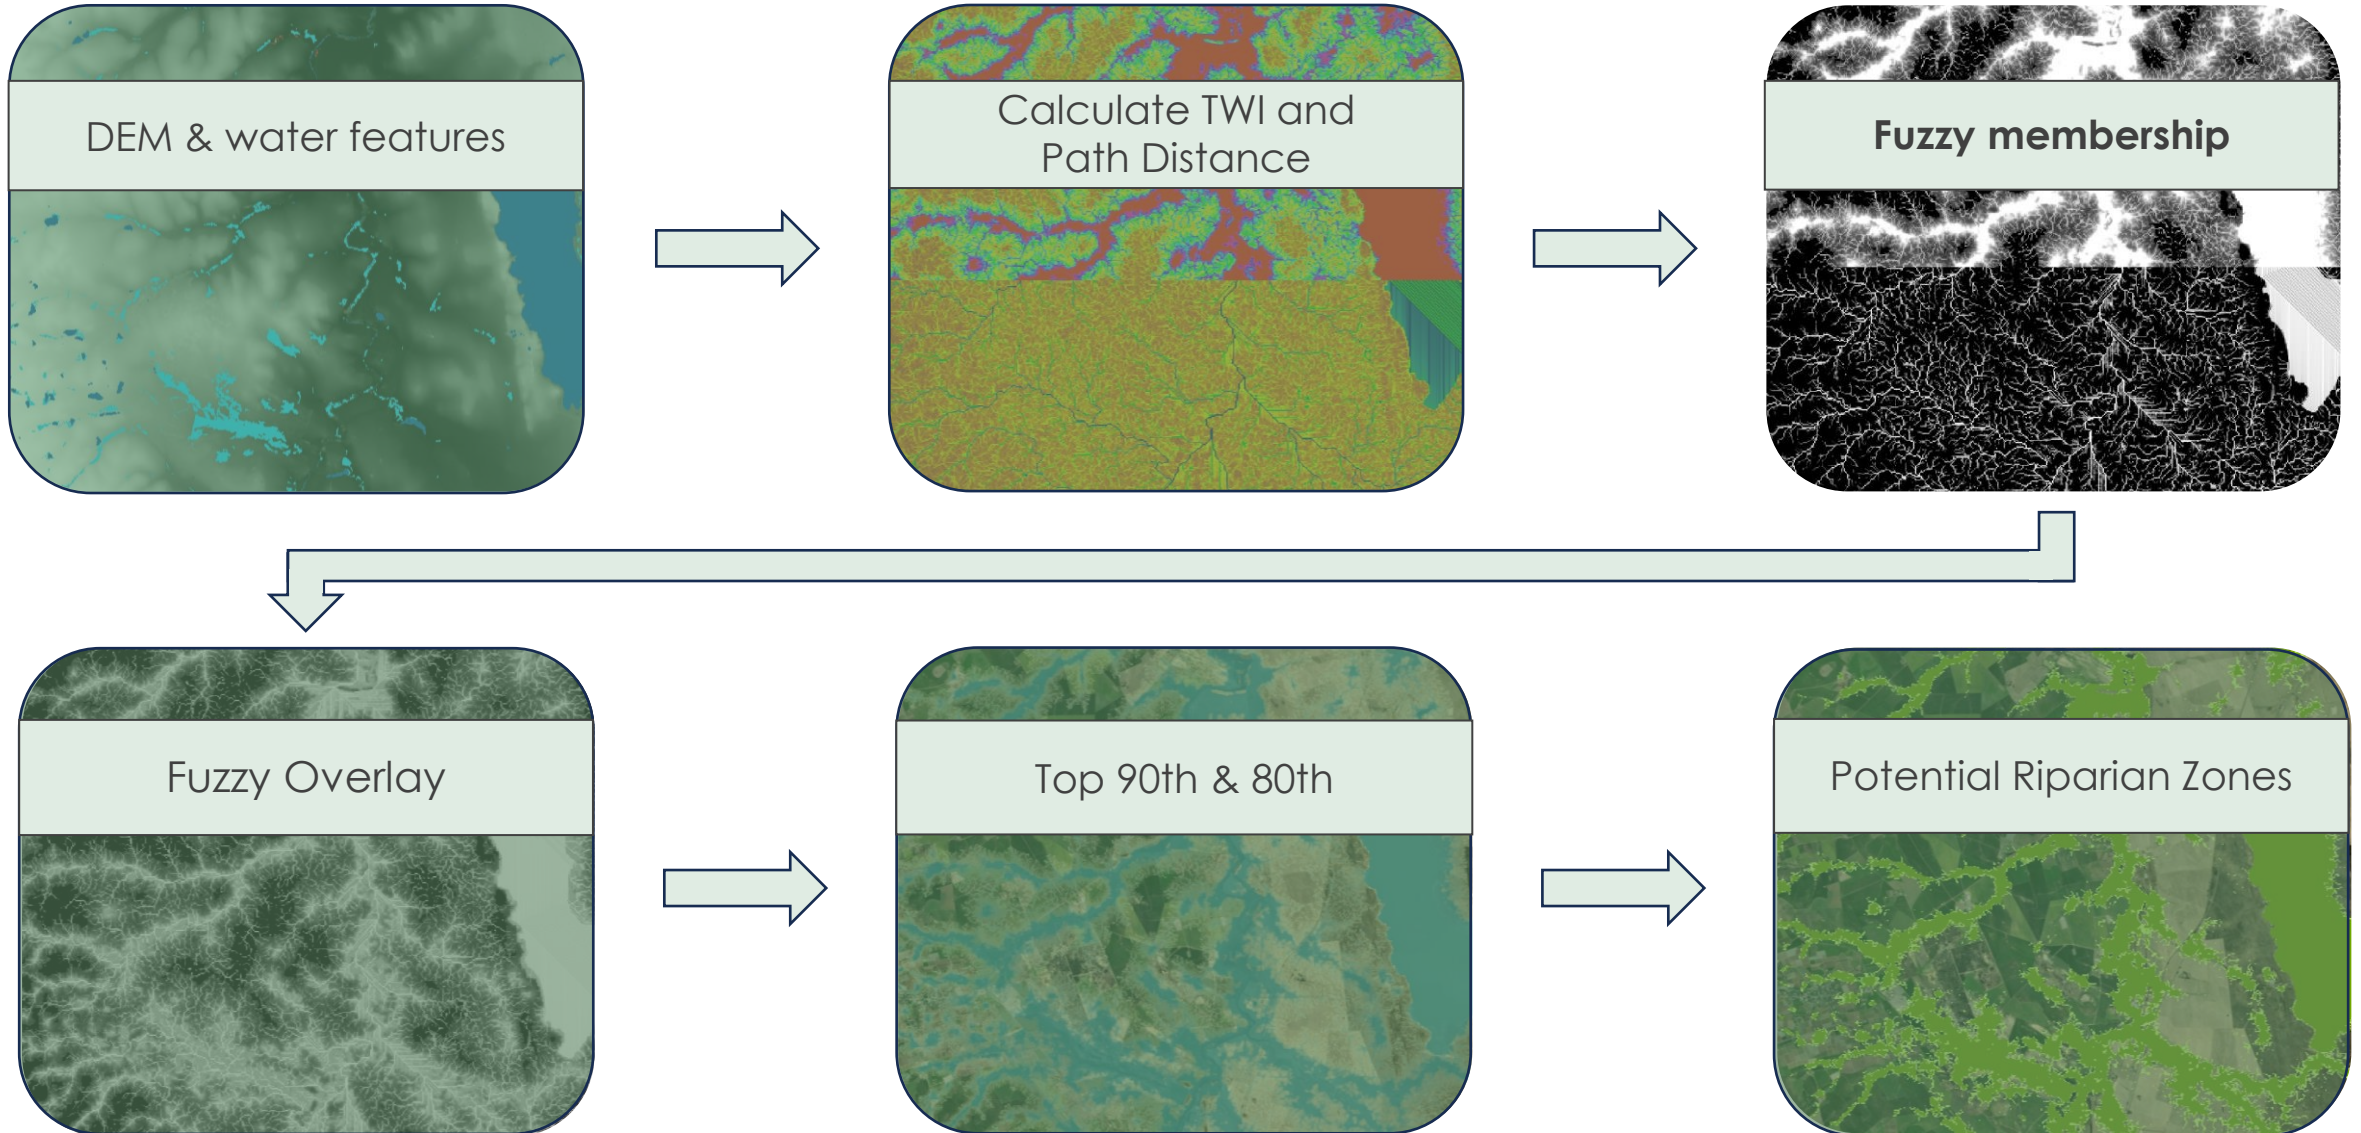 DEM & water features
Calculate TWI and
Path Distance
Fuzzy membership
Fuzzy Overlay
Top 90th & 80th
Potential Riparian Zones